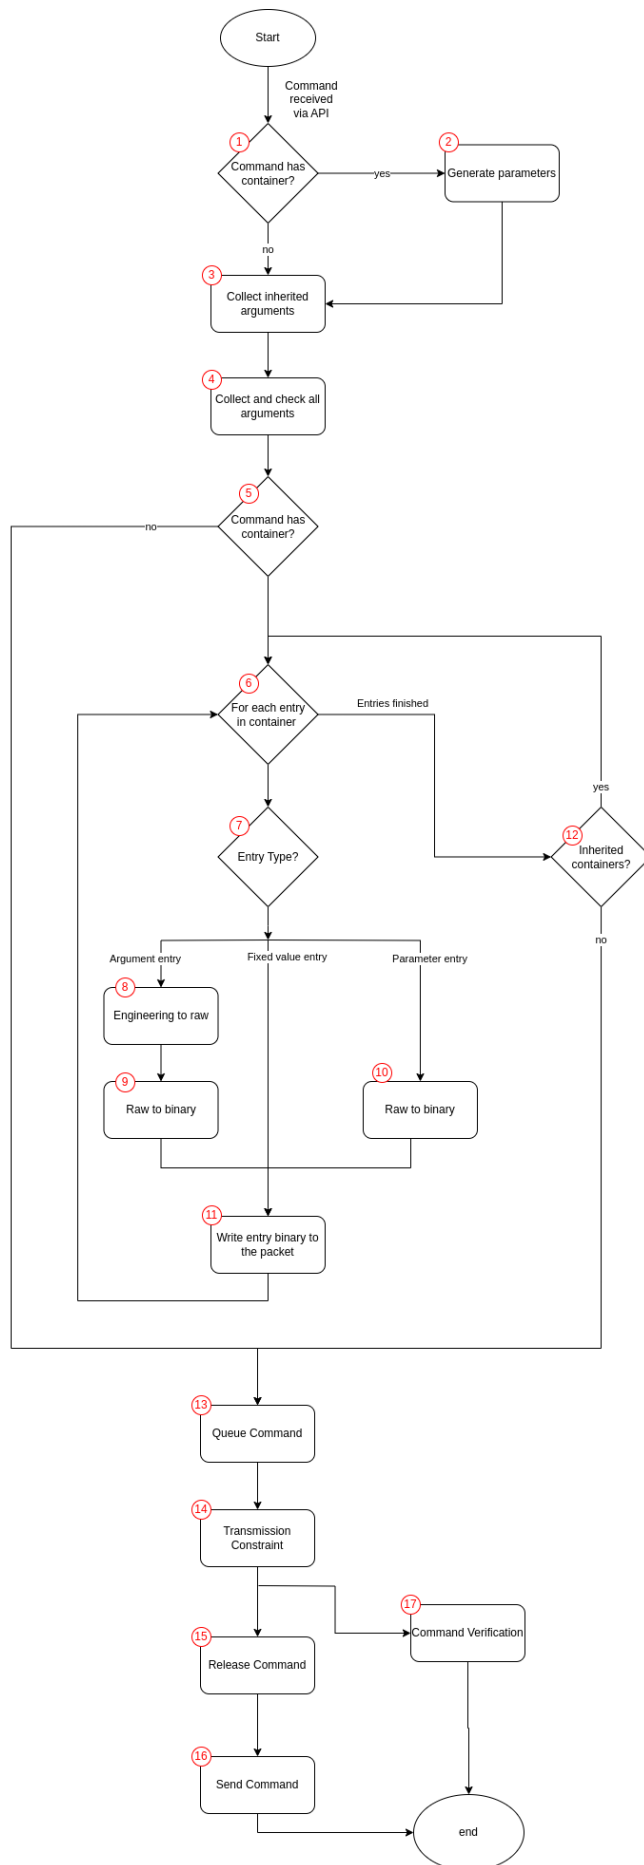 Start
Command
received
via API
1
Command has
container?
yes
2
Generate parameters
no
3
Collect inherited
arguments
4
Collect and check all
arguments
5
Command has
container?
no
6
For each entry
in container
Entries finished
yes
7
Entry Type?
12
Inherited
containers?
no
Argument entry
Fixed value entry
Parameter entry
8
Engineering to raw
9
Raw to binary
10
Raw to binary
11
Write entry binary to
the packet
13
Queue Command
14
Transmission
Constraint
17
Command Verification
15
Release Command
16
Send Command
end